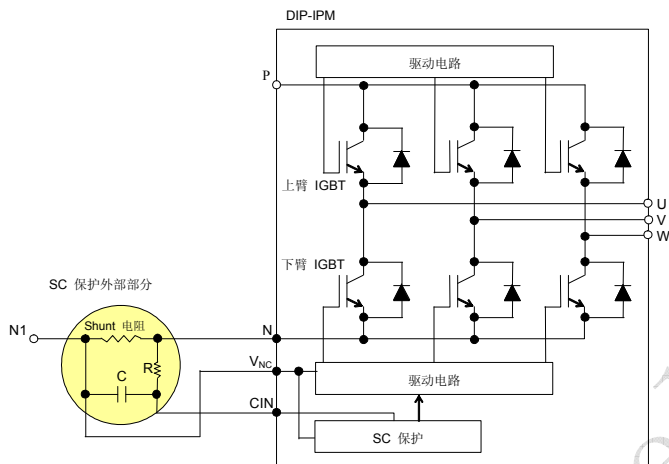 DIP-IPM
驱动电路
P
上臂 IGBT
U
V
W
下臂 IGBT
SC 保护外部部分
N1
Shunt 电阻
N
R
C
VNC
驱动电路
CIN
SC 保护